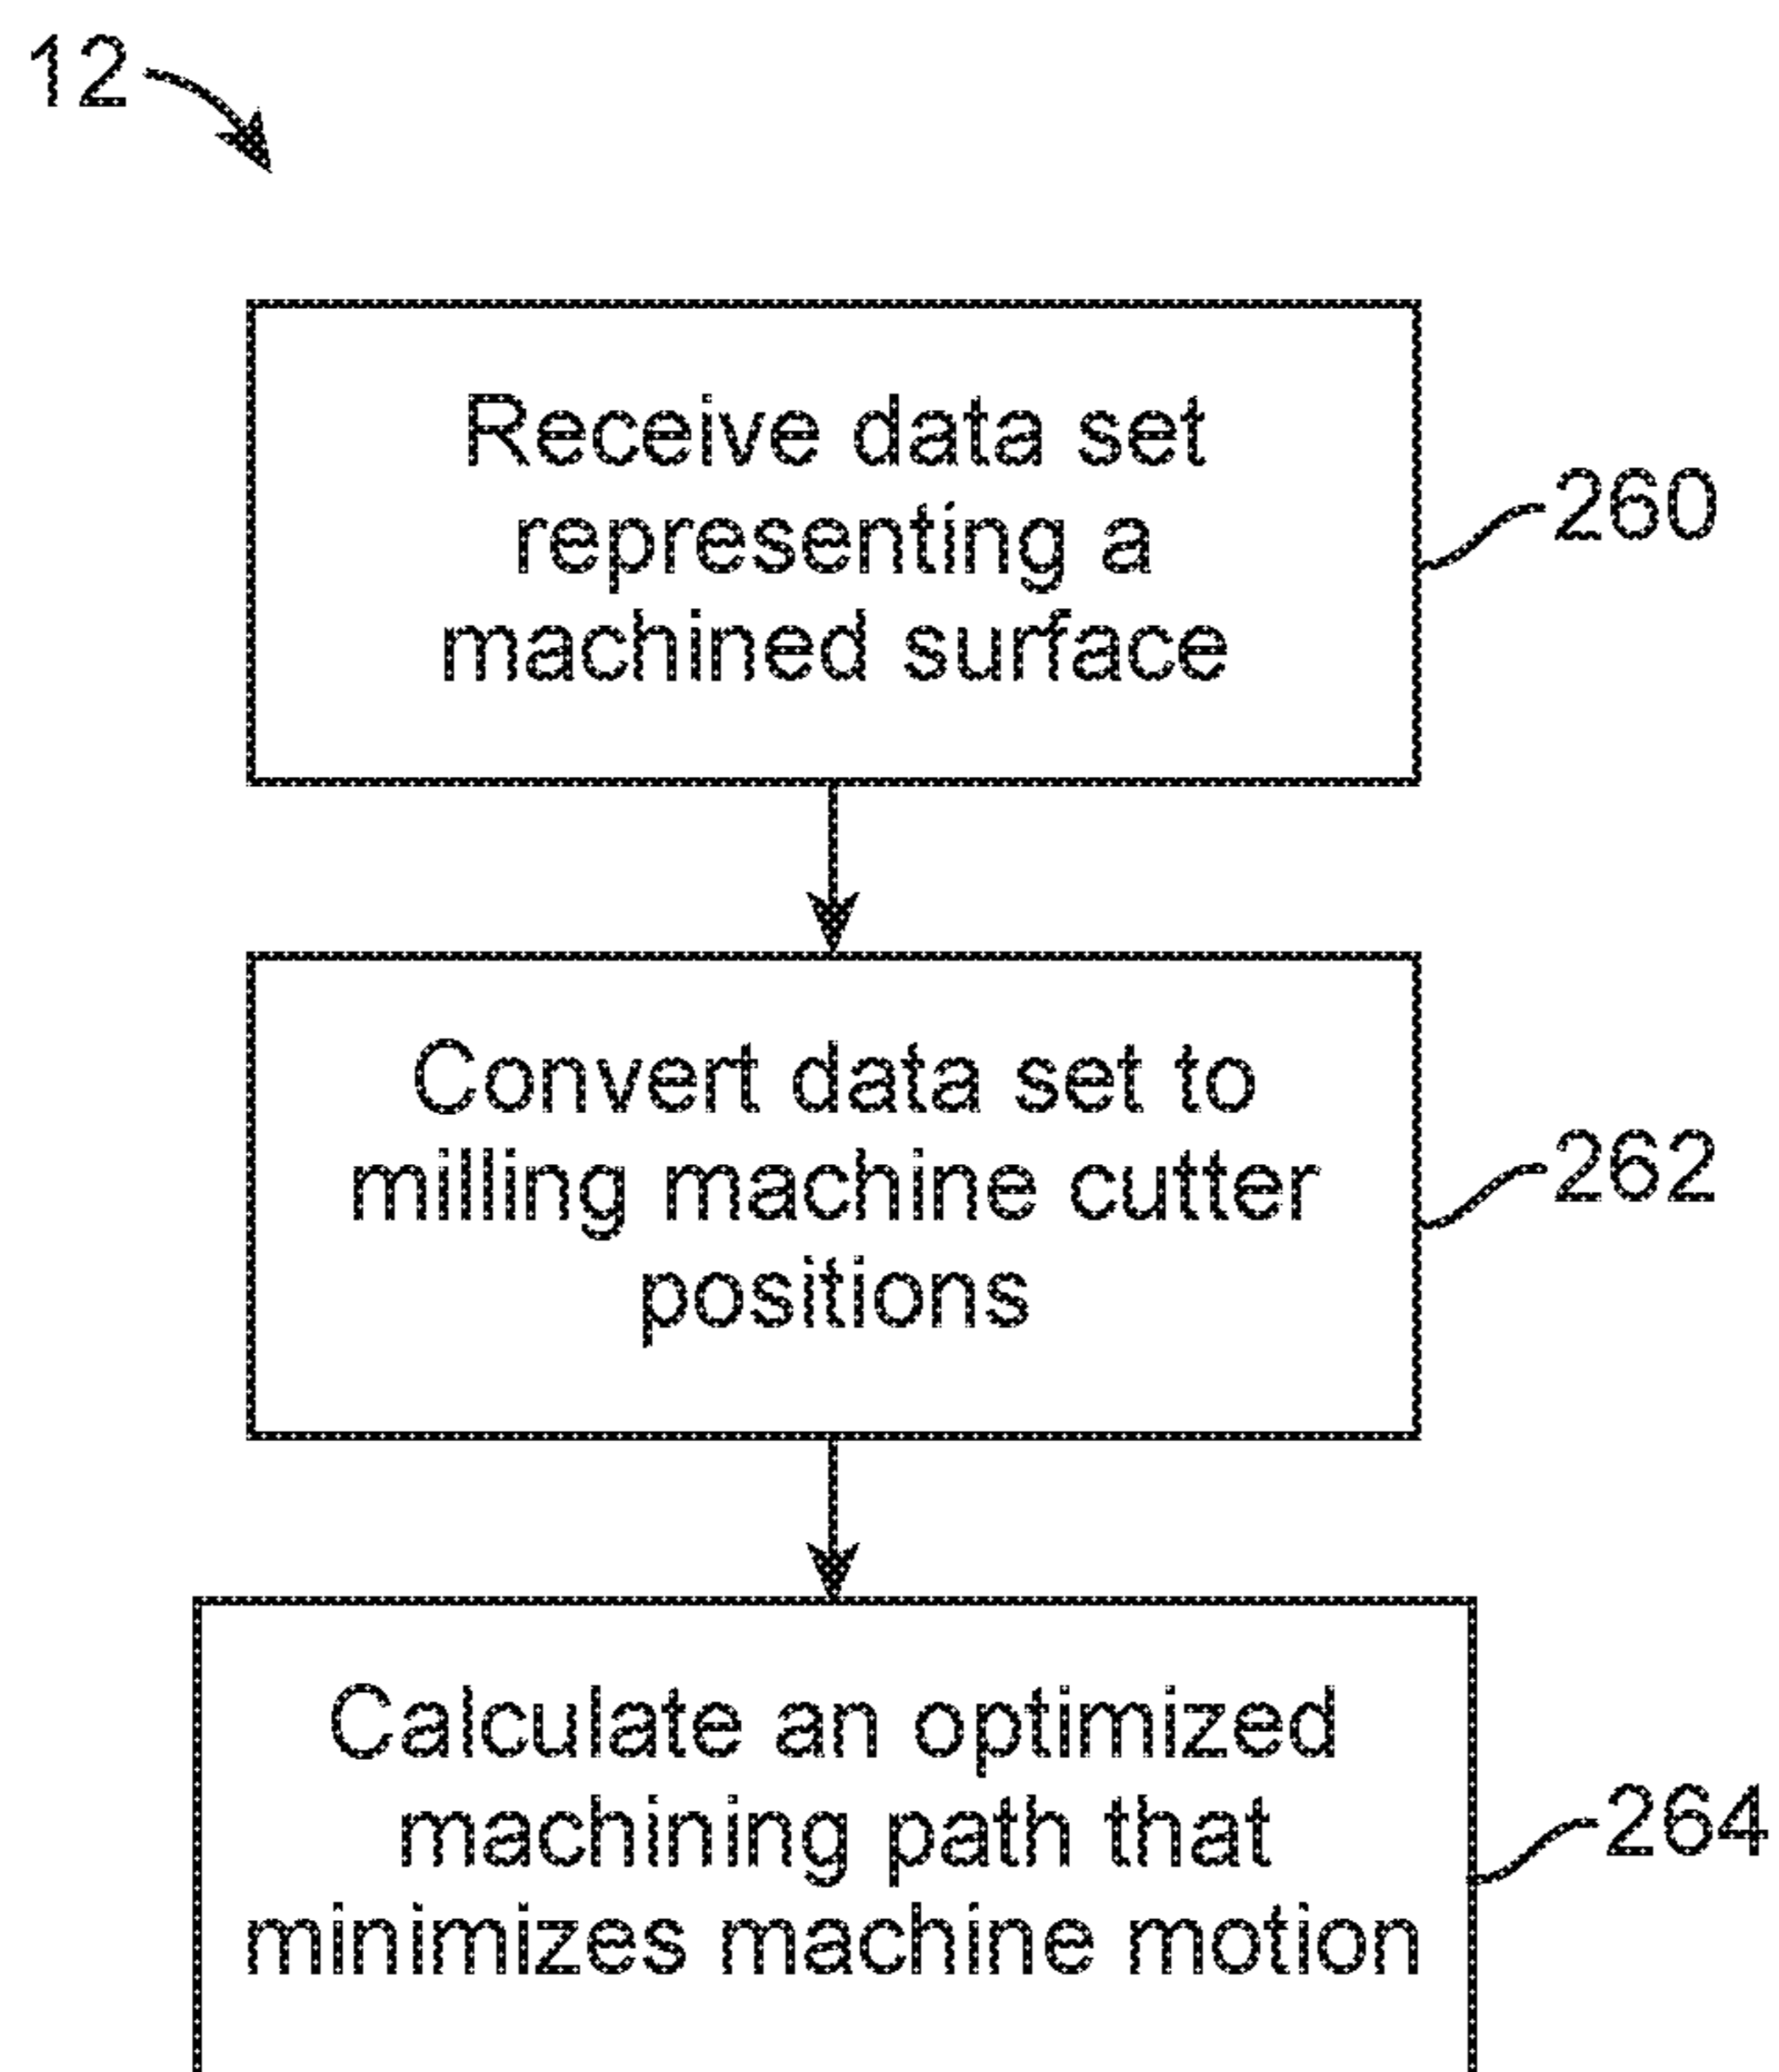 12
Receive data set
representing a
machined surface
260
Convert data set to
milling machine cutter
positions
262
Calculate an optimized
machining path that
minimizes machine motion
264